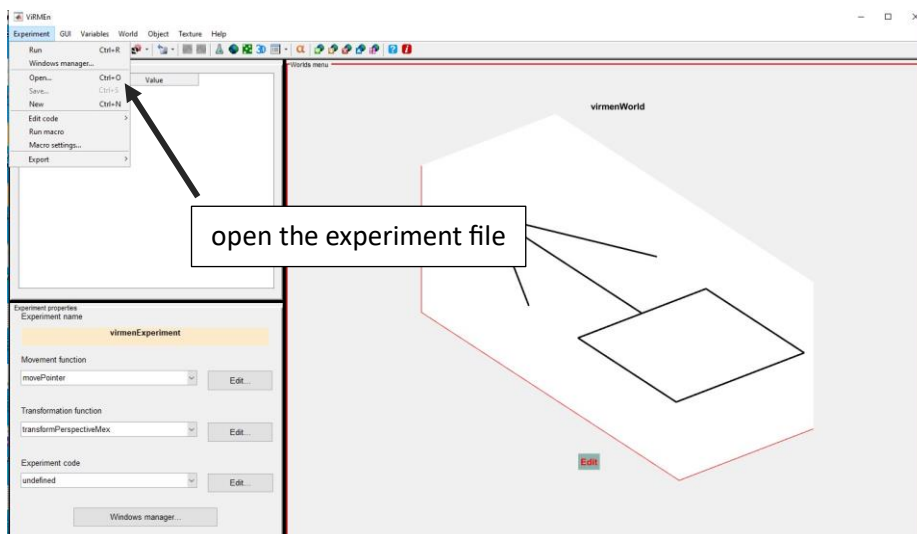 ViRMEn
Experiment GUI Variables World Object Texture Help
Run Ctrl+R
Windows manager...
Open... Ctrl+O
Save... Ctrl+S
New Ctrl+N
Edit code >
Run macro
Macro settings...
Export >
3D
α
?
Value
Worlds menu
virmenWorld
open the experiment file
Edit
Experiment properties
Experiment name
virmenExperiment
Movement function
movePointer
Edit...
Transformation function
transformPerspectiveMex
Edit...
Experiment code
undefined
Edit...
Windows manager...